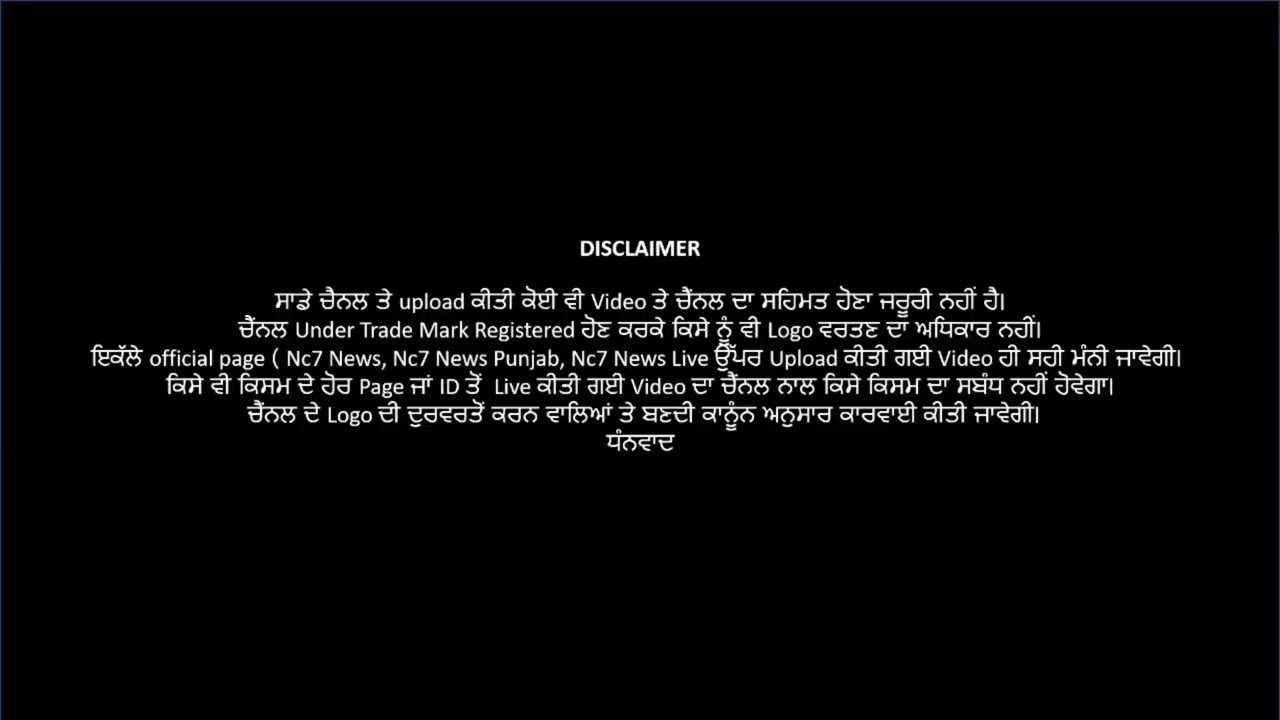 DISCLAIMER
ਸਾਡੇ ਚੈਨਲ ਤੇ upload ਕੀਤੀ ਕੋਈ ਵੀ Video ਤੇ ਚੈਂਨਲ ਦਾ ਸਹਿਮਤ ਹੋਣਾ ਜਰੂਰੀ ਨਹੀਂ ਹੈ।
ਚੈਂਨਲ Under Trade Mark Registered ਹੋਣ ਕਰਕੇ ਕਿਸੇ ਨੂੰ ਵੀ Logo ਵਰਤਣ ਦਾ ਅਧਿਕਾਰ ਨਹੀਂ।
ਇਕੱਲੇ official page ( Nc7 News, Nc7 News Punjab, Nc7 News Live ਉੱਪਰ Upload ਕੀਤੀ ਗਈ Video ਹੀ ਸਹੀ ਮੰਨੀ ਜਾਵੇਗੀ।
ਕਿਸੇ ਵੀ ਕਿਸਮ ਦੇ ਹੋਰ Page ਜਾਂ ID ਤੋਂ Live ਕੀਤੀ ਗਈ Video ਦਾ ਚੈਂਨਲ ਨਾਲ ਕਿਸੇ ਕਿਸਮ ਦਾ ਸਬੰਧ ਨਹੀਂ ਹੋਵੇਗਾ।
ਚੈਂਨਲ ਦੇ Logo ਦੀ ਦੁਰਵਰਤੋਂ ਕਰਨ ਵਾਲਿਆਂ ਤੇ ਬਣਦੀ ਕਾਨੂੰਨ ਅਨੁਸਾਰ ਕਾਰਵਾਈ ਕੀਤੀ ਜਾਵੇਗੀ।
ਧੰਨਵਾਦ